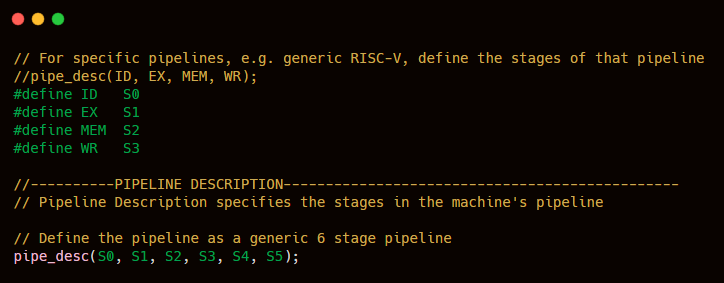 // For specific pipelines, e.g. generic RISC-V, define the stages of that pipeline
//pipe_desc(ID, EX, MEM, WR);
#define ID   S0
#define EX   S1
#define MEM  S2
#define WR   S3
//----------PIPELINE DESCRIPTION-----------------------------------------------
// Pipeline Description specifies the stages in the machine's pipeline
// Define the pipeline as a generic 6 stage pipeline
pipe_desc(S0, S1, S2, S3, S4, S5);